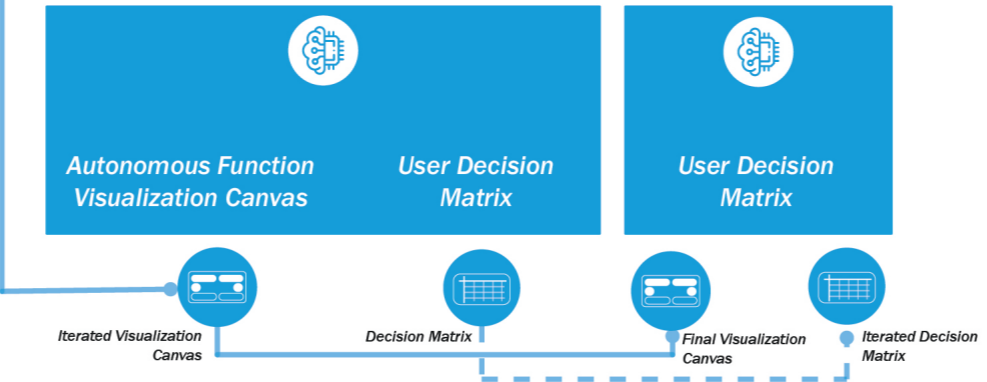 Autonomous Function
Visualization Canvas
User Decision
Matrix
User Decision
Matrix
Iterated Visualization
Canvas
Decision Matrix
Final Visualization
Canvas
Iterated Decision
Matrix